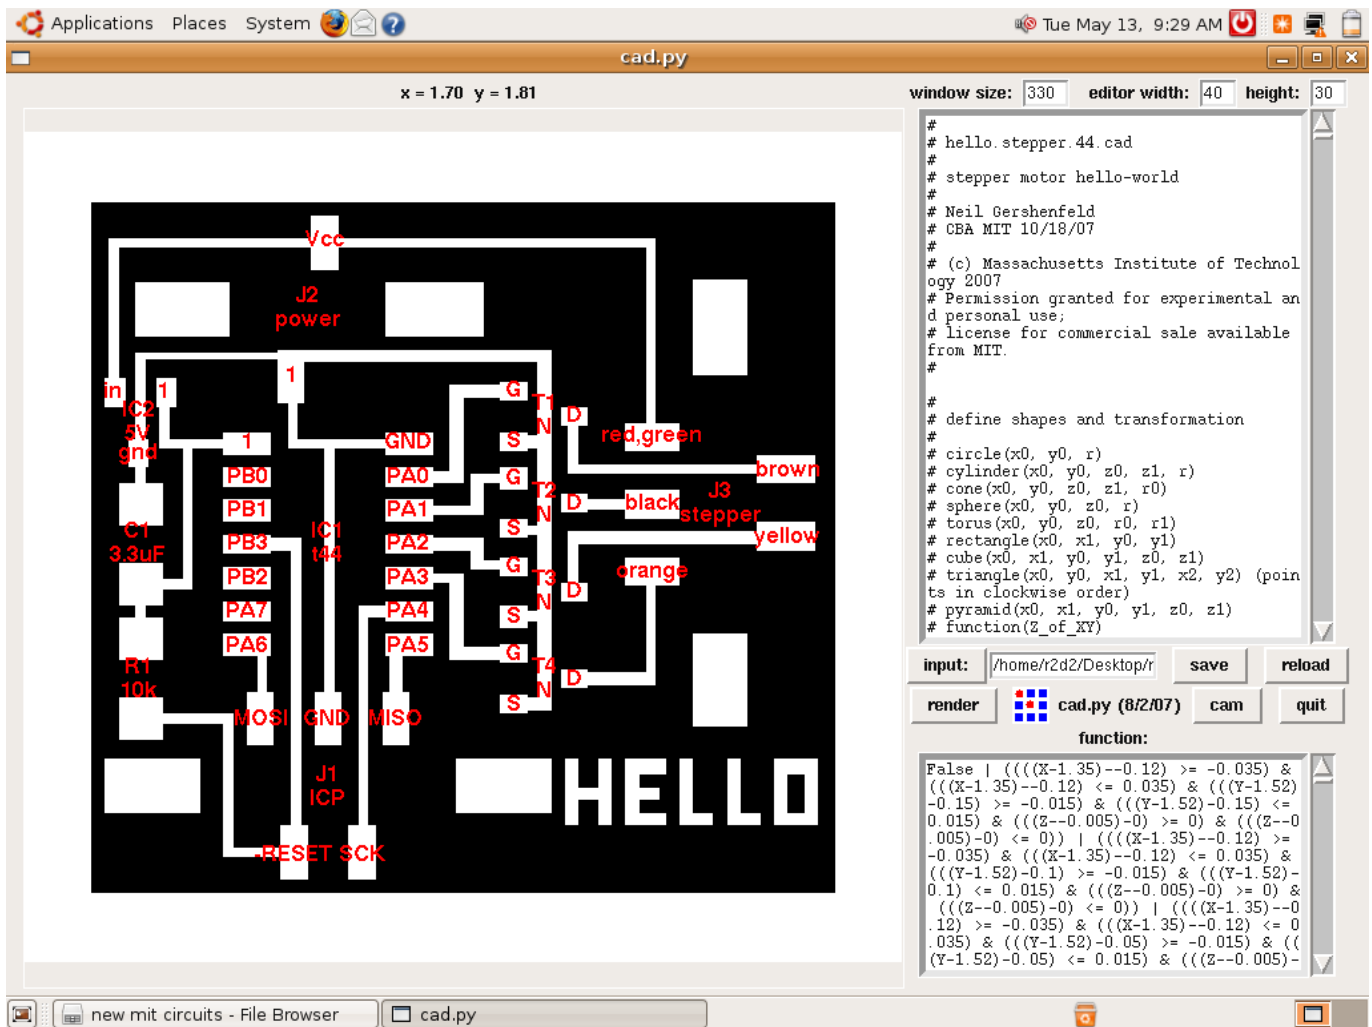 Applications Places System
Tue May 13, 9:29 AM
cad.py
x = 1.70 y = 1.81
window size: 330 editor width: 40 height: 30
Vcc
J2
power
1
in
1
IC2
5V
gnd
1
PB0
PB1
PB3
PB2
PA7
PA6
C1
3.3uF
R1
10k
IC1
t44
GND
PA0
PA1
PA2
PA3
PA4
PA5
G
T1
N
S
D
G
T2
N
S
D
G
T3
N
S
D
G
T4
N
S
D
red,green
brown
black
J3
stepper
yellow
orange
MOSI GND MISO
J1
ICP
-RESET SCK
HELLO
#
# hello.stepper.44.cad
#
# stepper motor hello-world
#
# Neil Gershenfeld
# CBA MIT 10/18/07
#
# (c) Massachusetts Institute of Technol
ogy 2007
# Permission granted for experimental an
d personal use;
# license for commercial sale available
from MIT.
#
#
# define shapes and transformation
#
# circle(x0, y0, r)
# cylinder(x0, y0, z0, z1, r)
# cone(x0, y0, z0, z1, r0)
# sphere(x0, y0, z0, r)
# torus(x0, y0, z0, r0, r1)
# rectangle(x0, x1, y0, y1)
# cube(x0, x1, y0, y1, z0, z1)
# triangle(x0, y0, x1, y1, x2, y2) (poin
ts in clockwise order)
# pyramid(x0, x1, y0, y1, z0, z1)
# function(Z_of_XY)
input: /home/r2d2/Desktop/r save reload
render cad.py (8/2/07) cam quit
function:
False | ((((X-1.35)--0.12) >= -0.035) &
(((X-1.35)--0.12) <= 0.035) & (((Y-1.52)
-0.15) >= -0.015) & (((Y-1.52)-0.15) <=
0.015) & (((Z--0.005)-0) >= 0) & (((Z--0
.005)-0) <= 0)) | ((((X-1.35)--0.12) >=
-0.035) & (((X-1.35)--0.12) <= 0.035) &
(((Y-1.52)-0.1) >= -0.015) & (((Y-1.52)-
0.1) <= 0.015) & (((Z--0.005)-0) >= 0) &
(((Z--0.005)-0) <= 0)) | ((((X-1.35)--0
.12) >= -0.035) & (((X-1.35)--0.12) <= 0
.035) & (((Y-1.52)-0.05) >= -0.015) & ((
(Y-1.52)-0.05) <= 0.015) & (((Z--0.005)-
new mit circuits - File Browser
cad.py